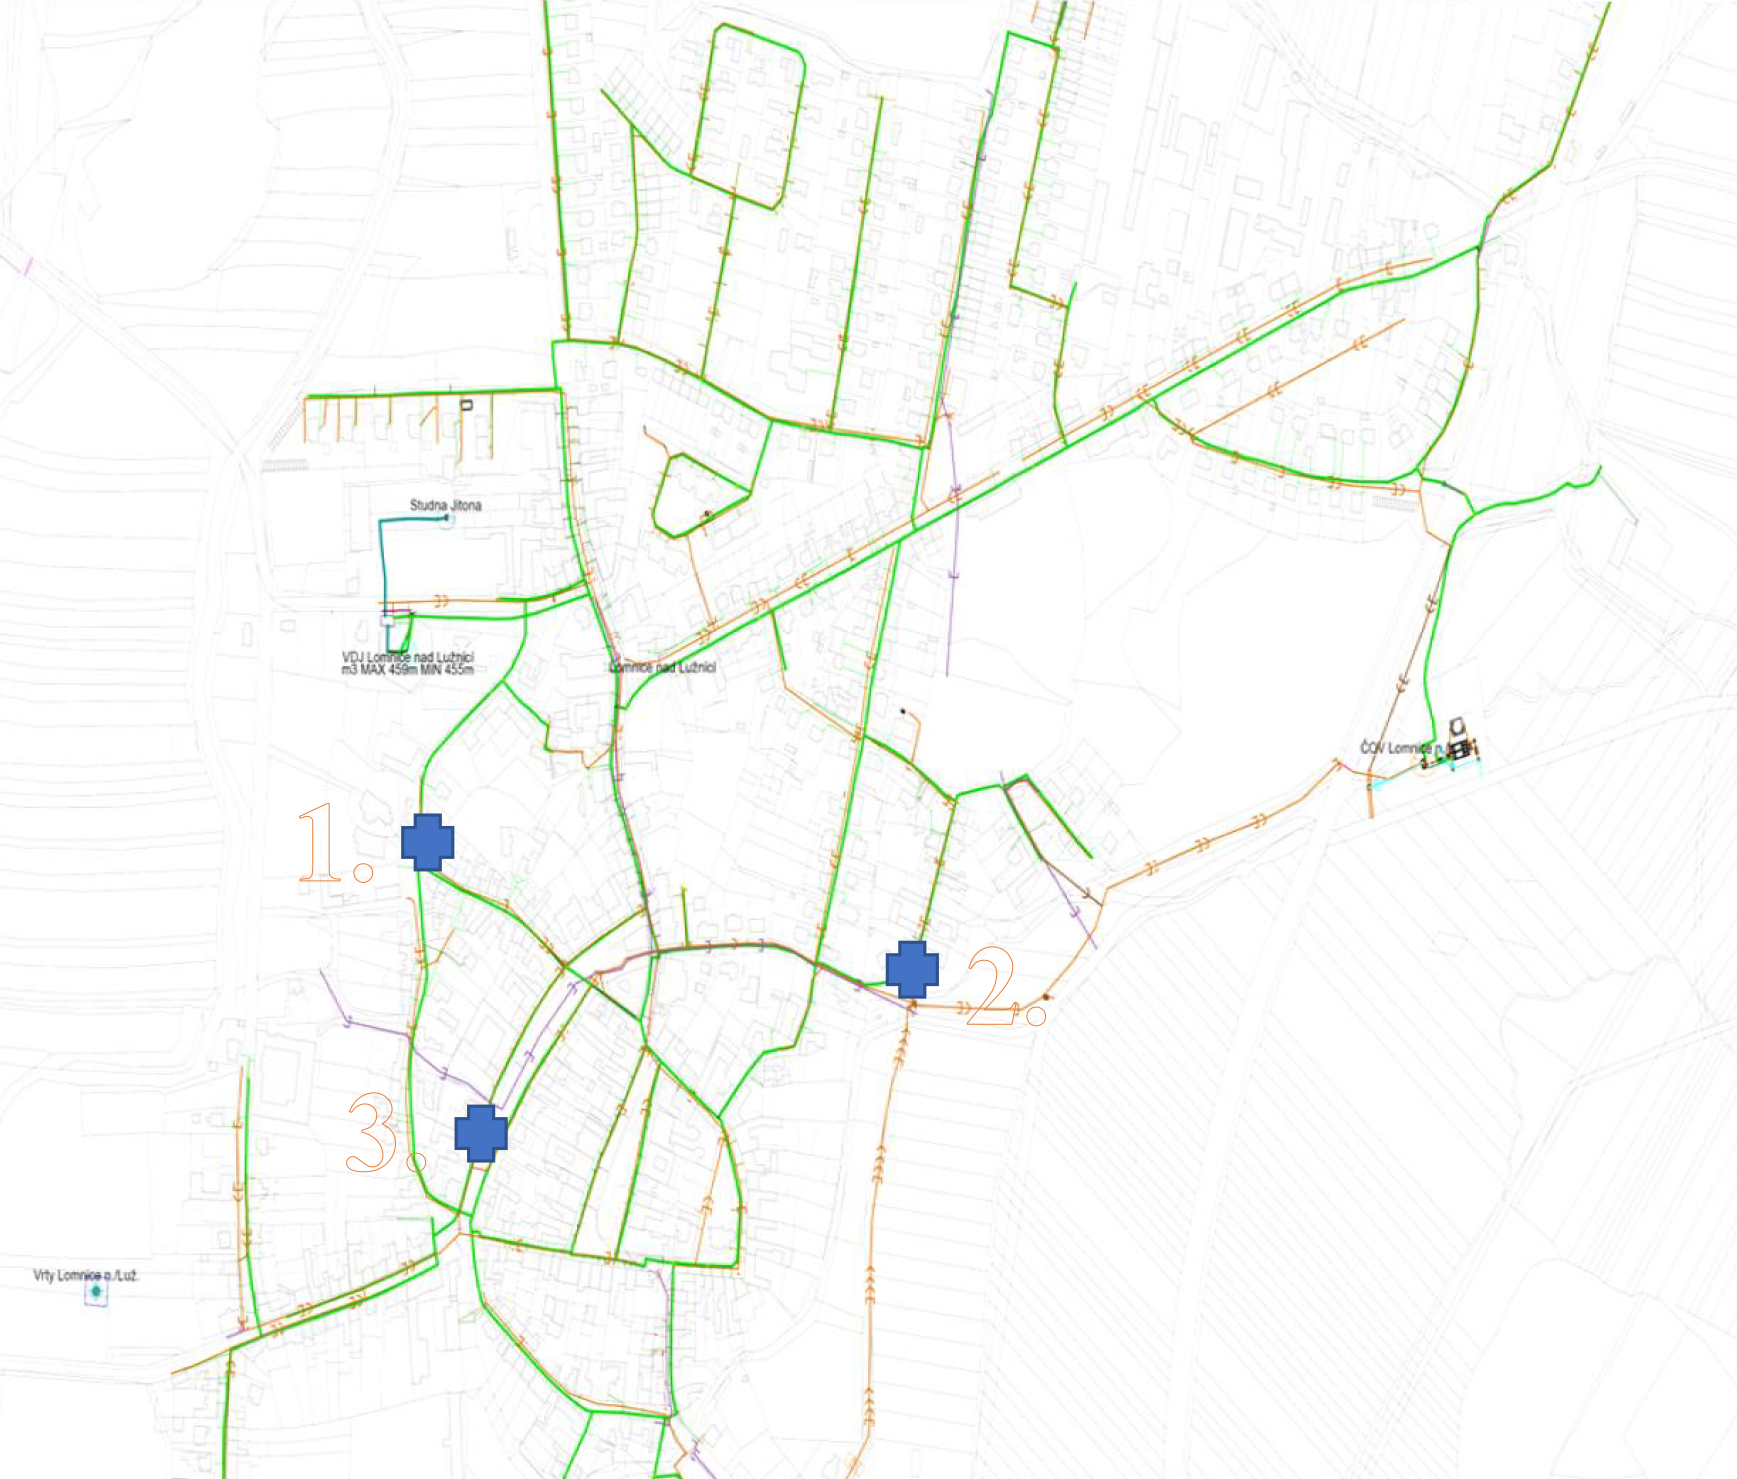 Studna Jitona
VDJ Lomnice nad Lužnicí
m3 MAX 459m MIN 455m
Lomnice nad Lužnicí
ČOV Lomnice n.
1.
2.
3.
Vrty Lomnice n./Luž.